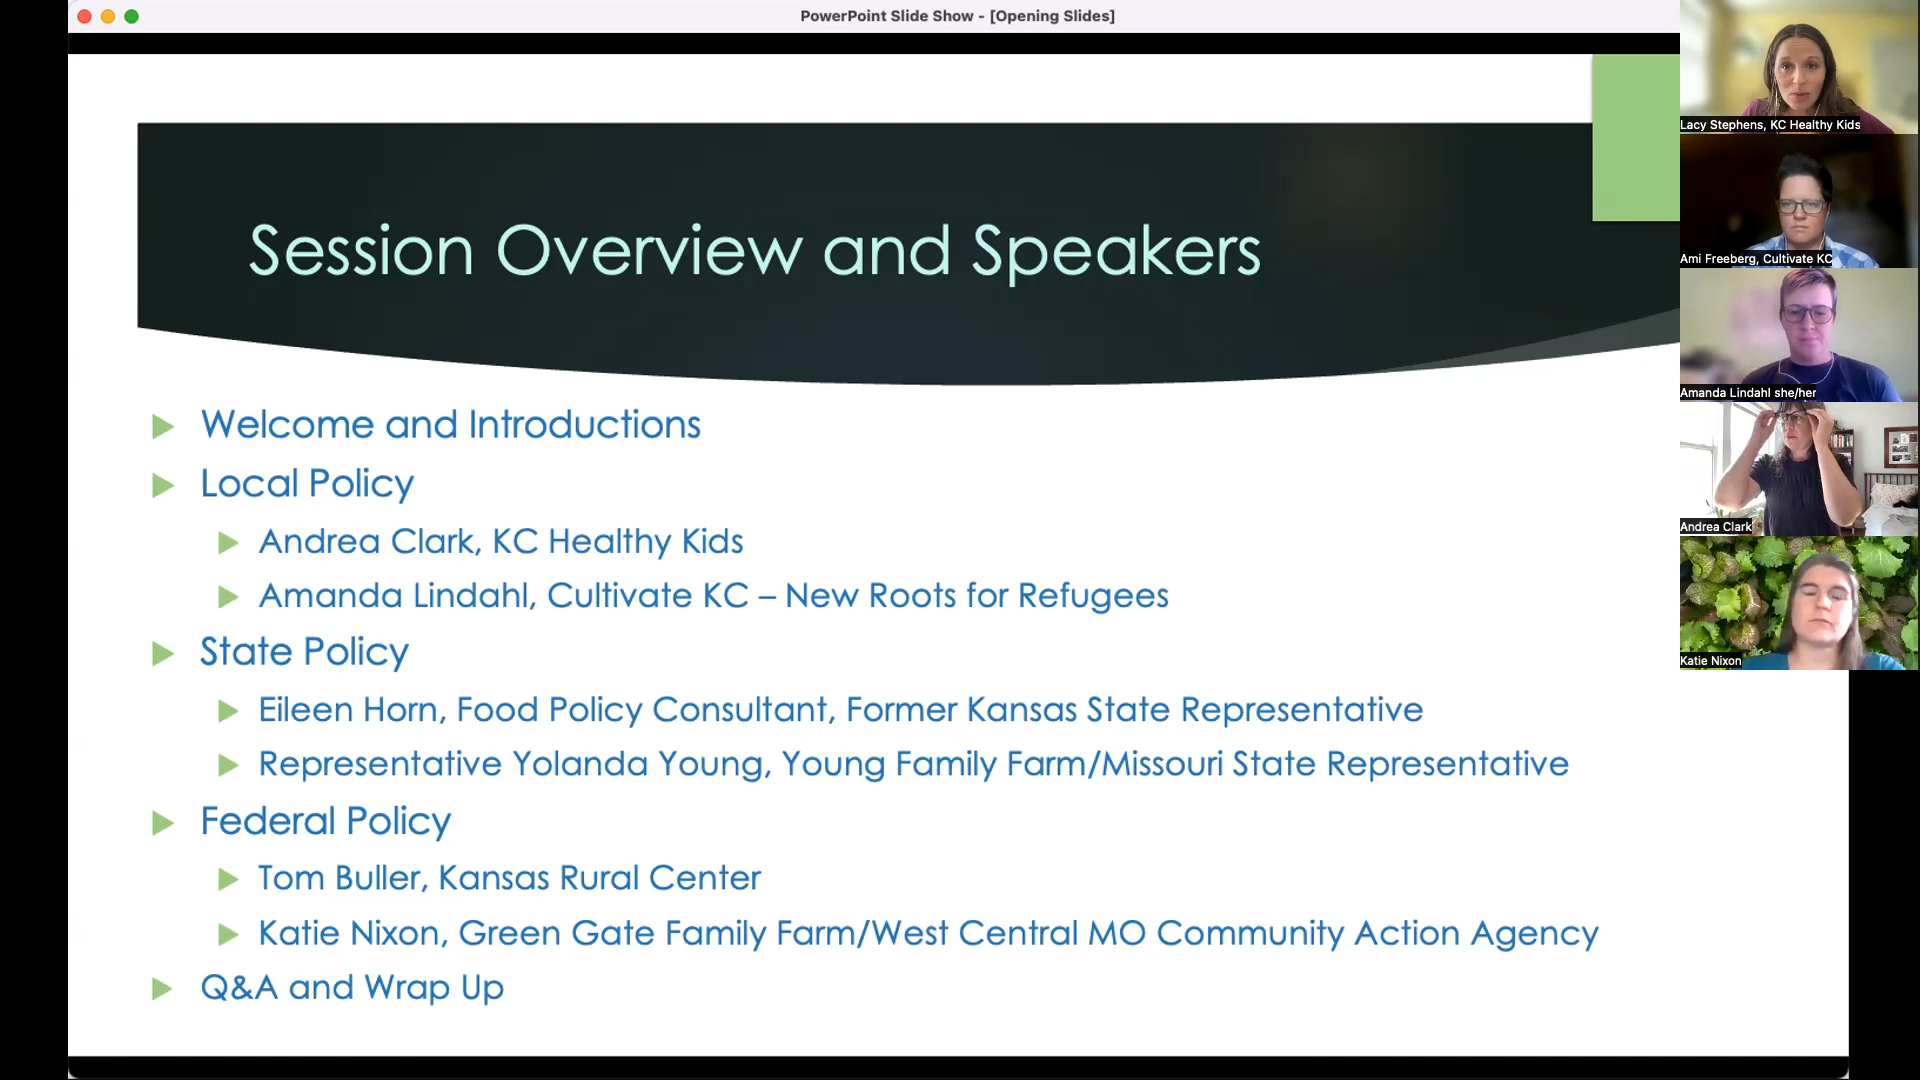 PowerPoint Slide Show - [Opening Slides]
Session Overview and Speakers
Welcome and Introductions
Local Policy
Andrea Clark, KC Healthy Kids
Amanda Lindahl, Cultivate KC – New Roots for Refugees
State Policy
Eileen Horn, Food Policy Consultant, Former Kansas State Representative
Representative Yolanda Young, Young Family Farm/Missouri State Representative
Federal Policy
Tom Buller, Kansas Rural Center
Katie Nixon, Green Gate Family Farm/West Central MO Community Action Agency
Q&A and Wrap Up
Lacy Stephens, KC Healthy Kids
Ami Freeberg, Cultivate KC
Amanda Lindahl she/her
Andrea Clark
Katie Nixon